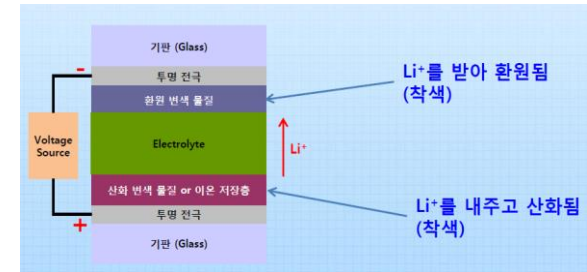 기판 (Glass)
-
투명 전극
환원 변색 물질
Li⁺를 받아 환원됨
(착색)
Voltage
Source
Electrolyte
Li⁺
산화 변색 물질 or 이온 저장층
+
투명 전극
Li⁺를 내주고 산화됨
(착색)
기판 (Glass)